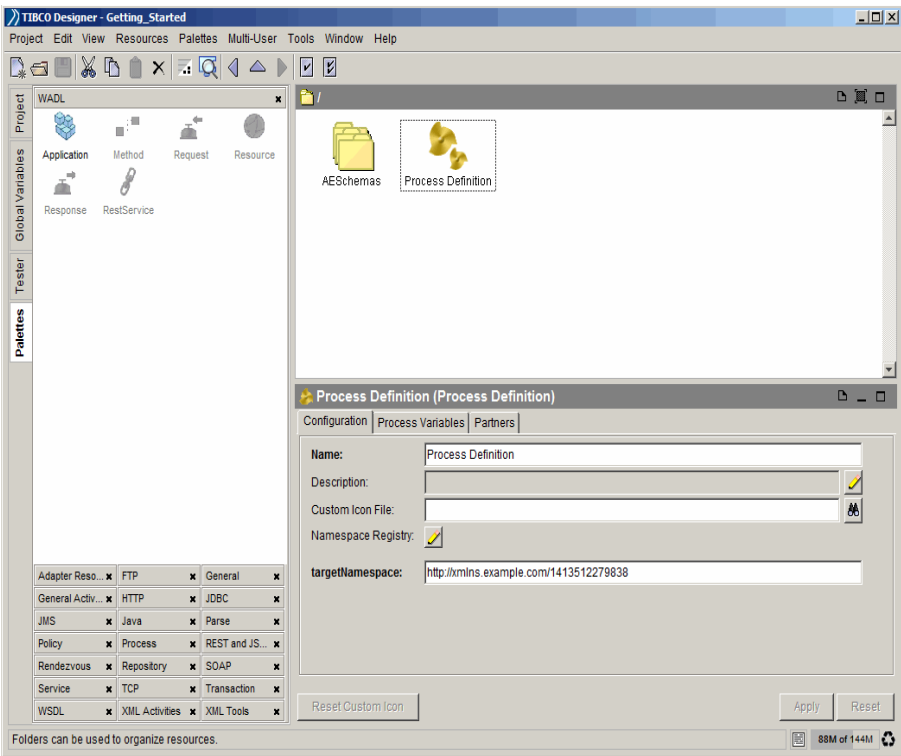 TIBCO Designer - Getting_Started
Project Edit View Resources Palettes Multi-User Tools Window Help
Project
Global Variables
Tester
Palettes
WADL
Application Method Request Resource
Response RestService
/
AESchemas Process Definition
Process Definition (Process Definition)
Configuration Process Variables Partners
Name: Process Definition
Description:
Custom Icon File:
Namespace Registry:
targetNamespace: http://xmlns.example.com/1413512279838
Adapter Reso... FTP General
General Activ... HTTP JDBC
JMS Java Parse
Policy Process REST and JS...
Rendezvous Repository SOAP
Service TCP Transaction
WSDL XML Activities XML Tools
Reset Custom Icon Apply Reset
Folders can be used to organize resources. 88M of 144M